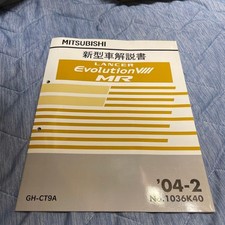 MITSUBISHI
新型車解説書
LANCER
Evolution VIII
MR
'04-2
GH-CT9A
No.1036K40